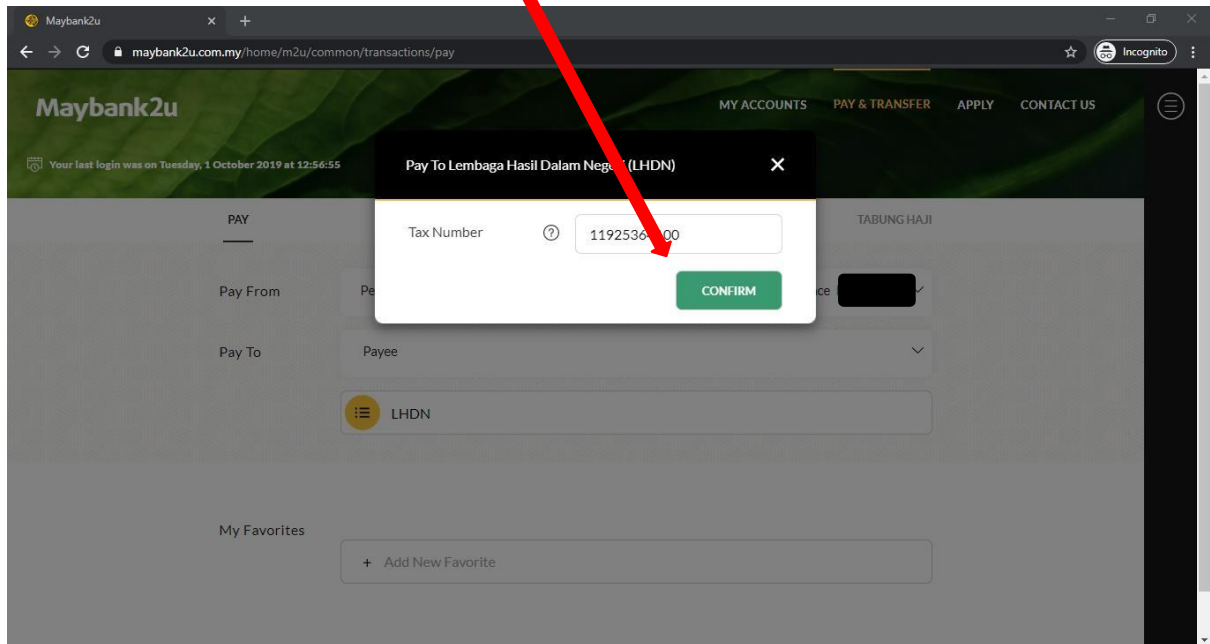 Maybank2u
maybank2u.com.my/home/m2u/common/transactions/pay
Incognito
Maybank2u
MY ACCOUNTS PAY & TRANSFER APPLY CONTACT US
Your last login was on Tuesday, 1 October 2019 at 12:56:55
Pay To Lembaga Hasil Dalam (LHDN)
PAY
TABUNG HAJI
Tax Number
CONFIRM
Pay From
Pay To
Payee
LHDN
My Favorites
+ Add New Favorite